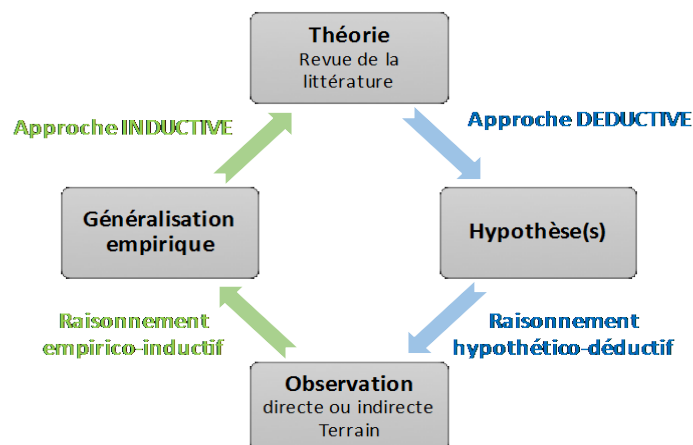 Théorie
Revue de la
littérature
Approche INDUCTIVE
Approche DEDUCTIVE
Généralisation
empirique
Hypothèse(s)
Raisonnement
empirico-inductif
Raisonnement
hypothético-déductif
Observation
directe ou indirecte
Terrain